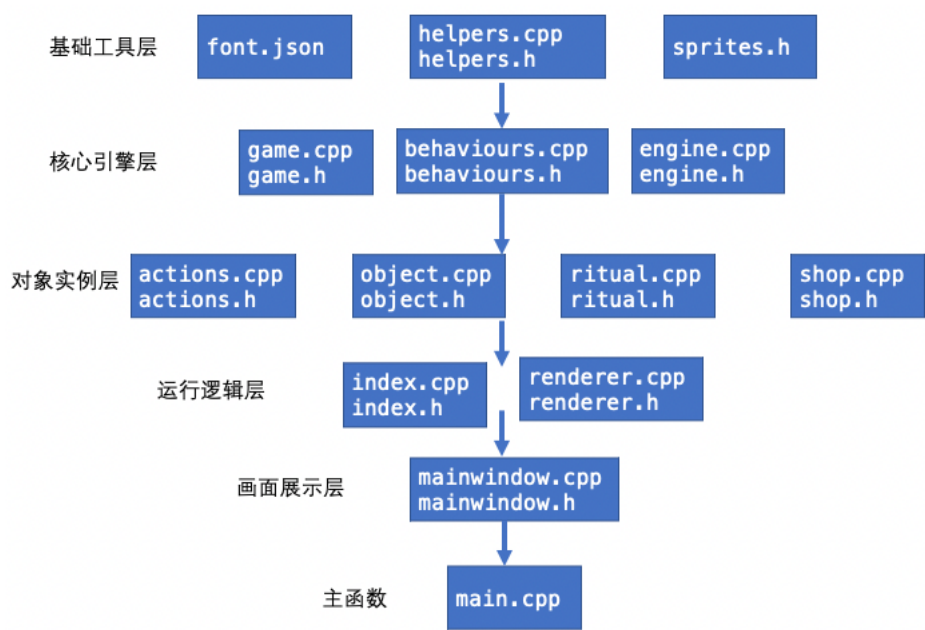 基础工具层
font.json
helpers.cpp
helpers.h
sprites.h
核心引擎层
game.cpp
game.h
behaviours.cpp
behaviours.h
engine.cpp
engine.h
对象实例层
actions.cpp
actions.h
object.cpp
object.h
ritual.cpp
ritual.h
shop.cpp
shop.h
运行逻辑层
index.cpp
index.h
renderer.cpp
renderer.h
画面展示层
mainwindow.cpp
mainwindow.h
主函数
main.cpp